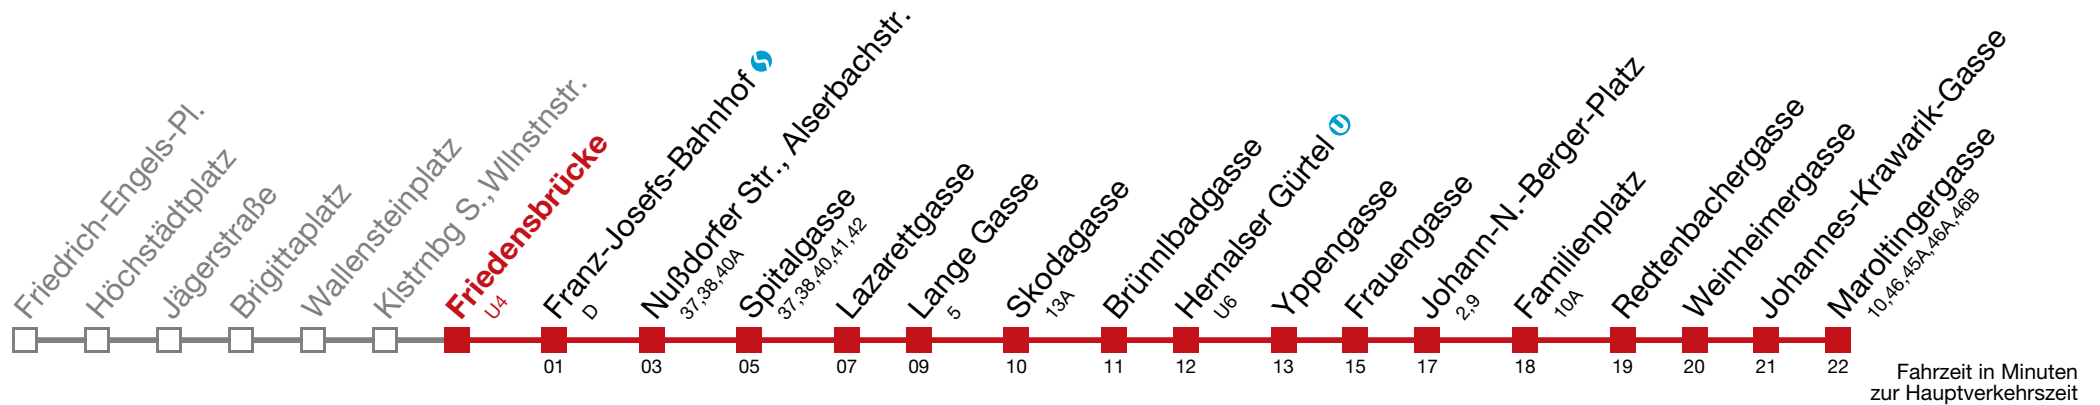 Friedrich-Engels-Pl.
Höchstädtplatz
Jägerstraße
Brigittaplatz
Wallensteinplatz
Klstrnbg S., Wllnstnstr.
Friedensbrücke
U4
Franz-Josefs-Bahnhof S
D
01
Nußdorfer Str., Alserbachstr.
37,38,40A
03
Spitalgasse
37,38,40,41,42
05
Lazarettgasse
07
Lange Gasse
5
09
Skodagasse
13A
10
Brünnlbadgasse
11
Hernalser Gürtel U
U6
12
Yppengasse
13
Frauengasse
15
Johann-N.-Berger-Platz
2,9
17
Familienplatz
10A
18
Redtenbachergasse
19
Weinheimergasse
20
Johannes-Krawarik-Gasse
21
Maroltingergasse
10,46,45A,46A,46B
22
Fahrzeit in Minuten
zur Hauptverkehrszeit